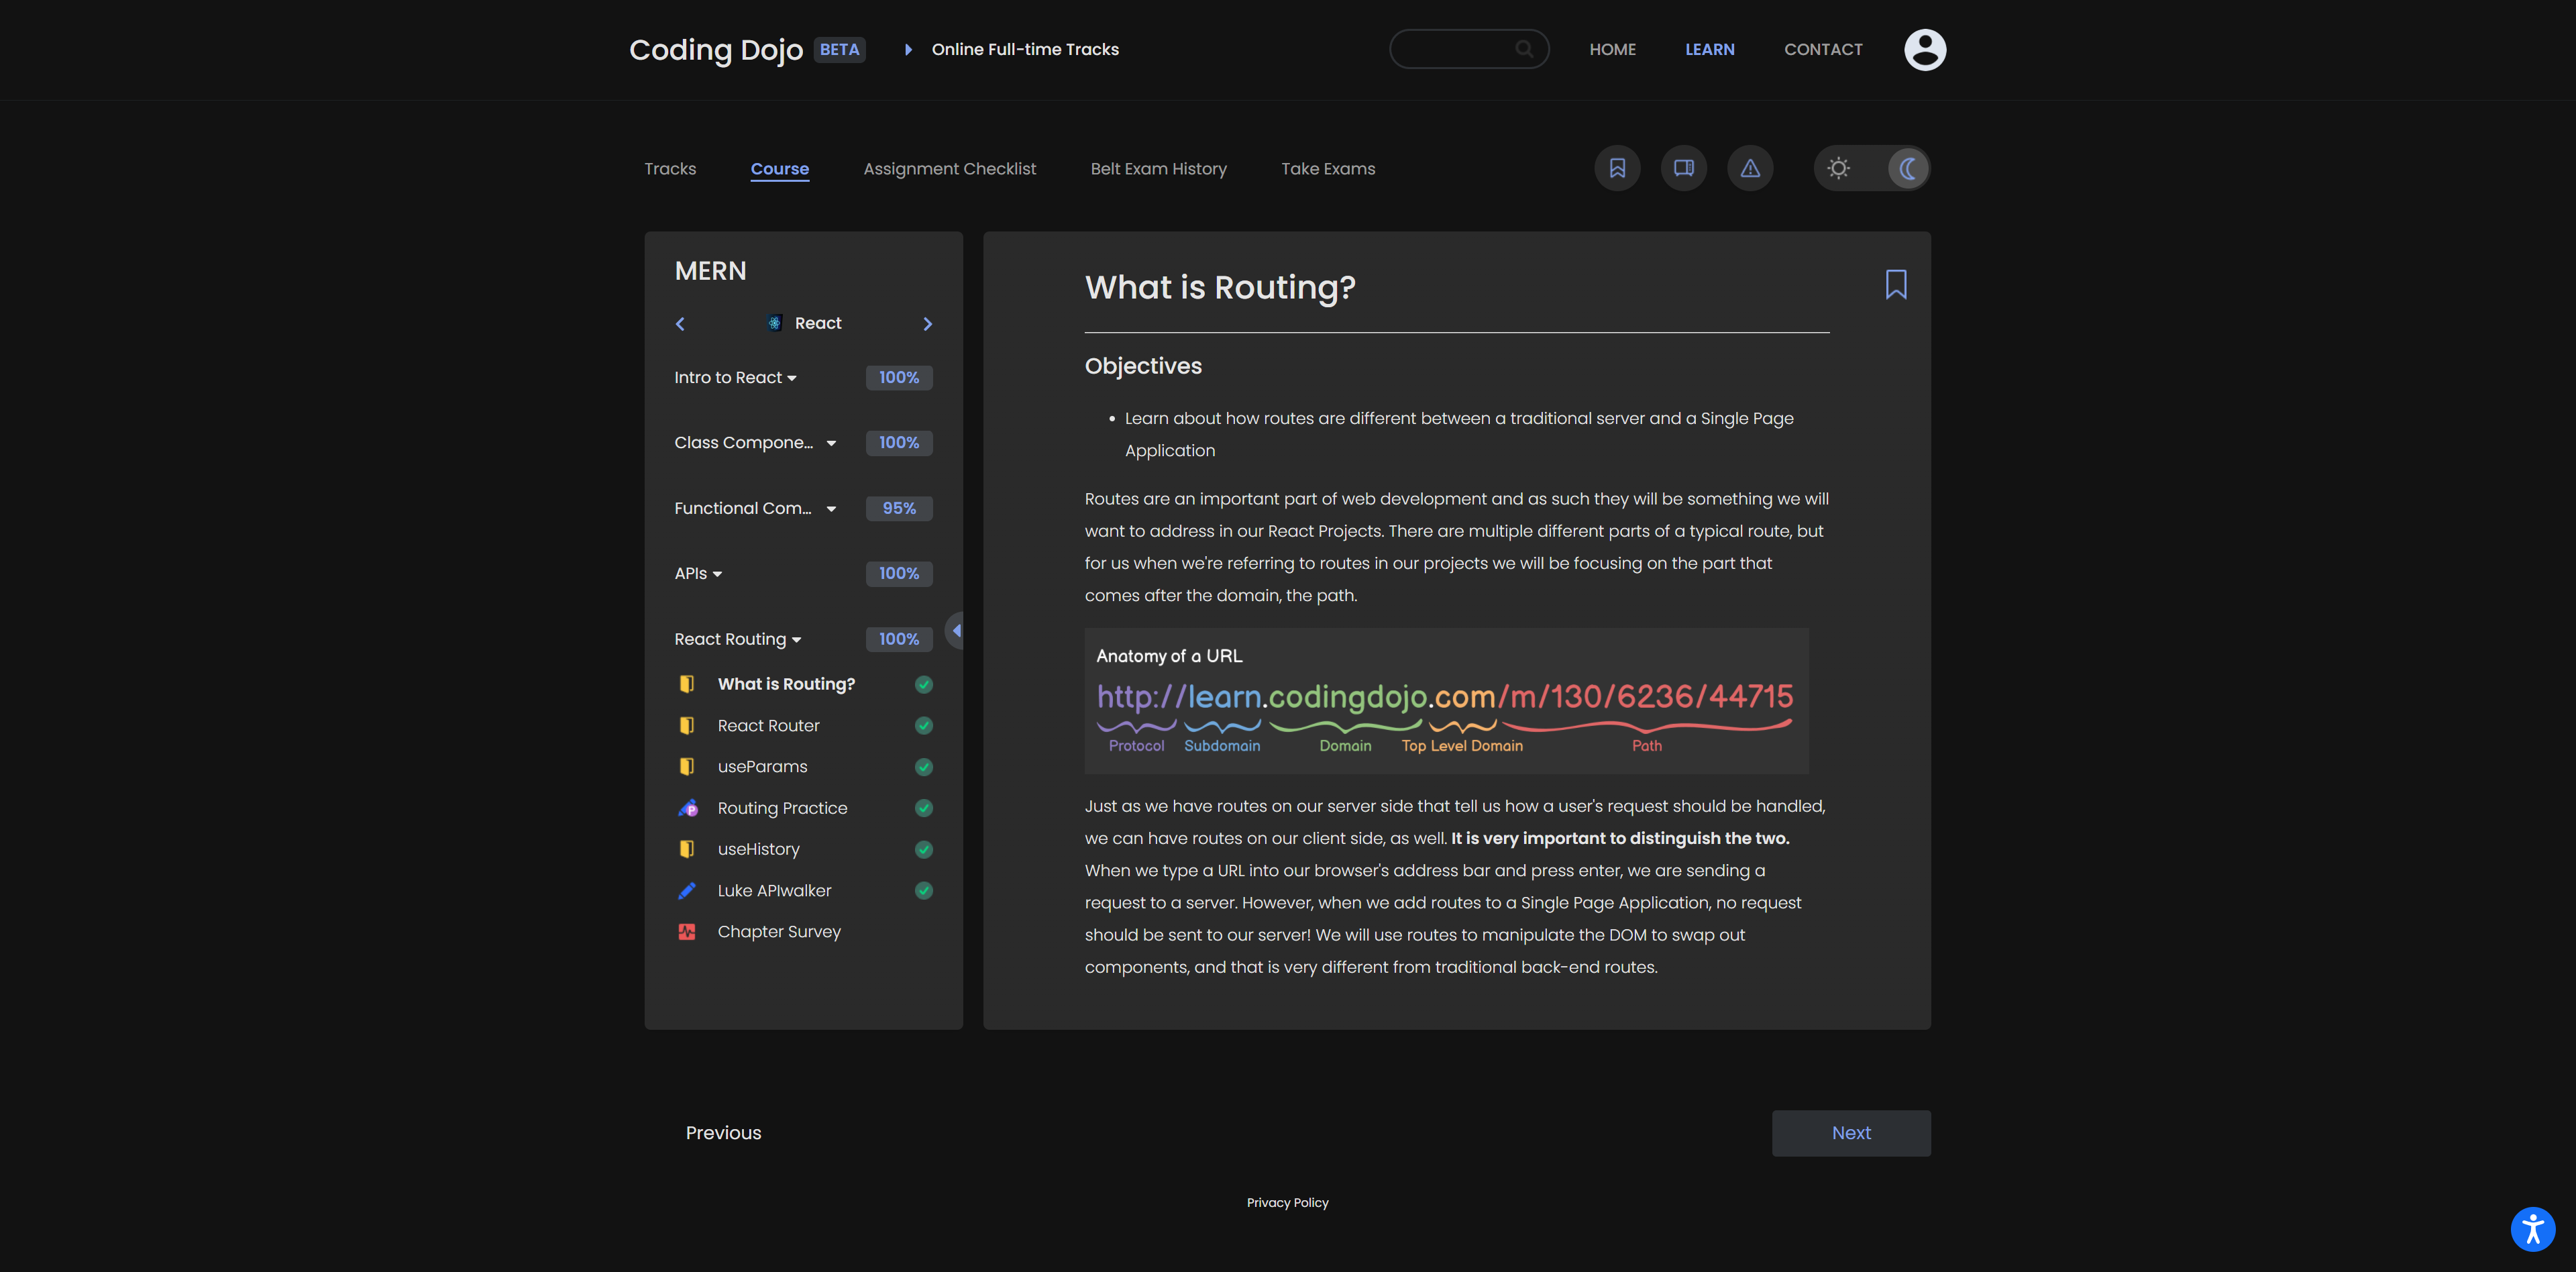 Coding Dojo BETA Online Full-time Tracks HOME LEARN CONTACT
Tracks Course Assignment Checklist Belt Exam History Take Exams
MERN
React
Intro to React 100%
Class Compone... 100%
Functional Com... 95%
APIs 100%
React Routing 100%
What is Routing?
React Router
useParams
P Routing Practice
useHistory
Luke APIwalker
Chapter Survey
What is Routing?
Objectives
• Learn about how routes are different between a traditional server and a Single Page
Application
Routes are an important part of web development and as such they will be something we will
want to address in our React Projects. There are multiple different parts of a typical route, but
for us when we're referring to routes in our projects we will be focusing on the part that
comes after the domain, the path.
Anatomy of a URL
http://learn.codingdojo.com/m/130/6236/44715
Protocol Subdomain Domain Top Level Domain Path
Just as we have routes on our server side that tell us how a user's request should be handled,
we can have routes on our client side, as well. It is very important to distinguish the two.
When we type a URL into our browser's address bar and press enter, we are sending a
request to a server. However, when we add routes to a Single Page Application, no request
should be sent to our server! We will use routes to manipulate the DOM to swap out
components, and that is very different from traditional back-end routes.
Previous
Next
Privacy Policy